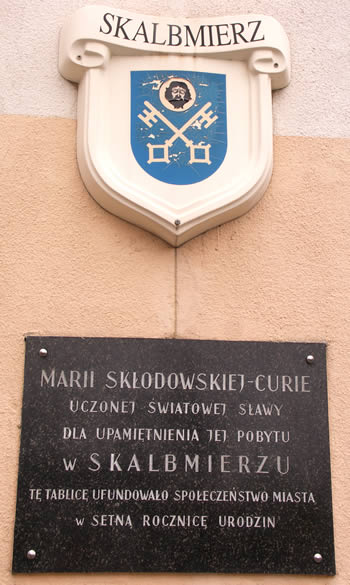 SKALBMIERZ
MARII SKŁODOWSKIEJ-CURIE
UCZONEJ ŚWIATOWEJ SŁAWY
DLA UPAMIĘTNIENIA JEJ POBYTU
w SKALBMIERZU
TĘ TABLICĘ UFUNDOWAŁO SPOŁECZEŃSTWO MIASTA
w SETNĄ ROCZNICĘ URODZIN